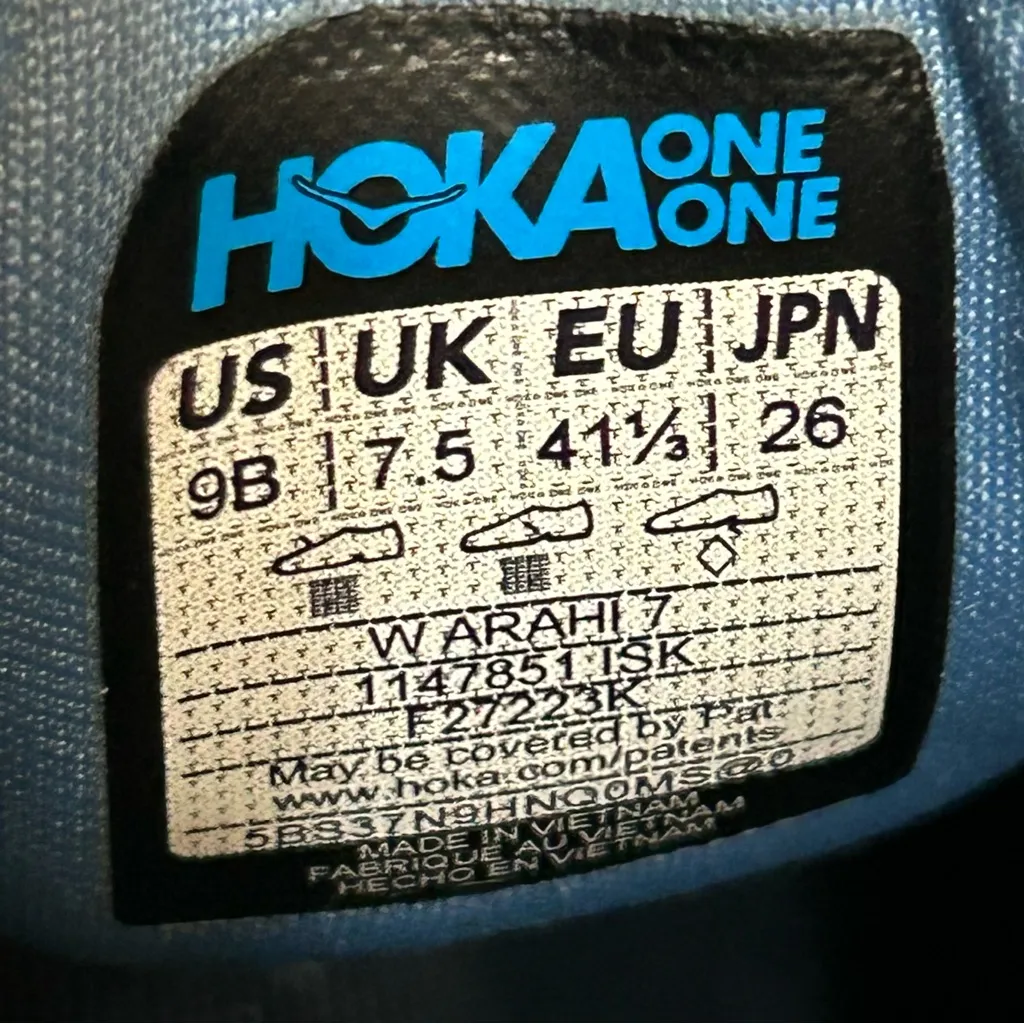 HOKA ONE ONE
US UK EU JPN
9B 7.5 41⅓ 26
W ARAHI 7
1147851 ISK
F27223K
May be covered by Pat
www.hoka.com/patents
5BS37N9HNQ0MS@0
MADE IN VIETNAM
FABRIQUE AU VIETNAM
HECHO EN VIETNAM